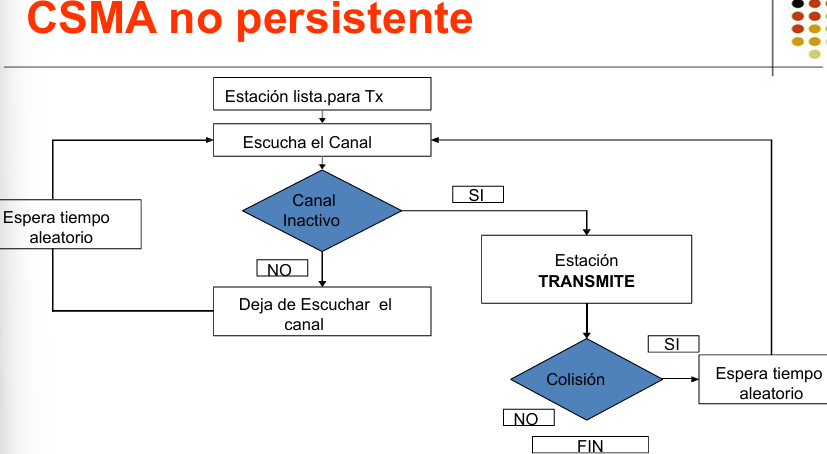 CSMA no persistente
Estación lista.para Tx
Escucha el Canal
Canal
Inactivo
SI
Espera tiempo
aleatorio
NO
Deja de Escuchar el
canal
Estación
TRANSMITE
SI
Colisión
Espera tiempo
aleatorio
NO
FIN